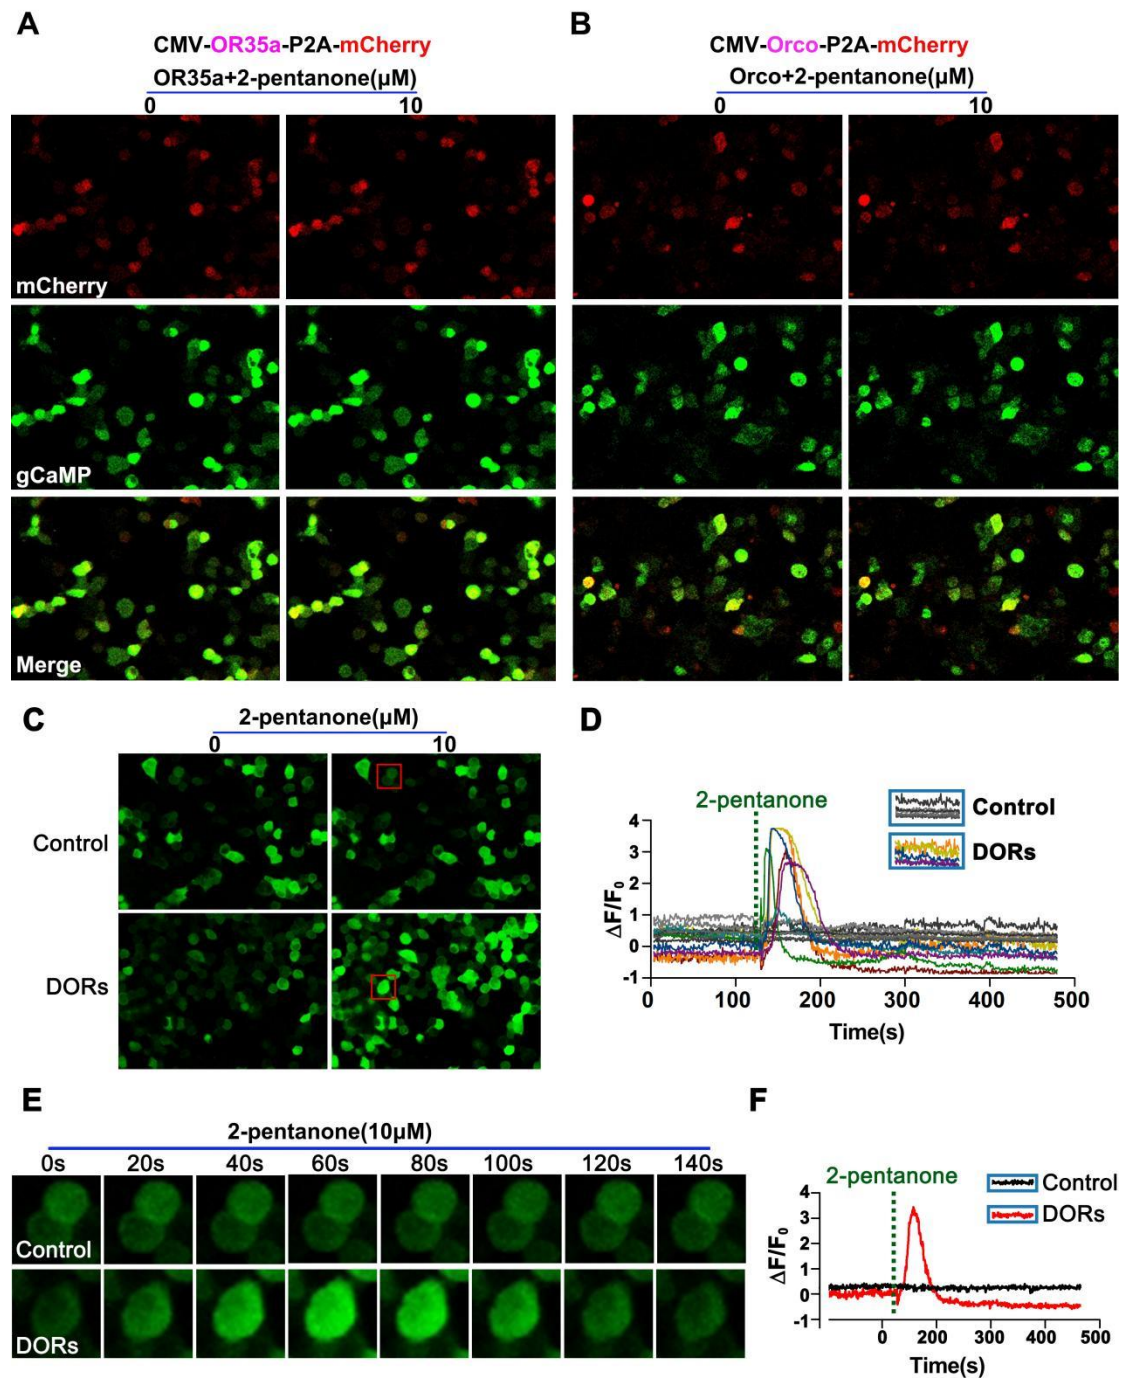 A
CMV-OR35a-P2A-mCherry
OR35a+2-pentanone(µM)
0 10
mCherry
gCaMP
Merge
B
CMV-Orco-P2A-mCherry
Orco+2-pentanone(µM)
0 10
C
2-pentanone(µM)
0 10
Control
DORs
D
2-pentanone
Control
DORs
4
3
2
1
0
-1
ΔF/F0
0 100 200 300 400 500
Time(s)
E
2-pentanone(10µM)
0s 20s 40s 60s 80s 100s 120s 140s
Control
DORs
F
2-pentanone
Control
DORs
4
3
2
1
0
-1
ΔF/F0
0 200 200 300 400 500
Time(s)